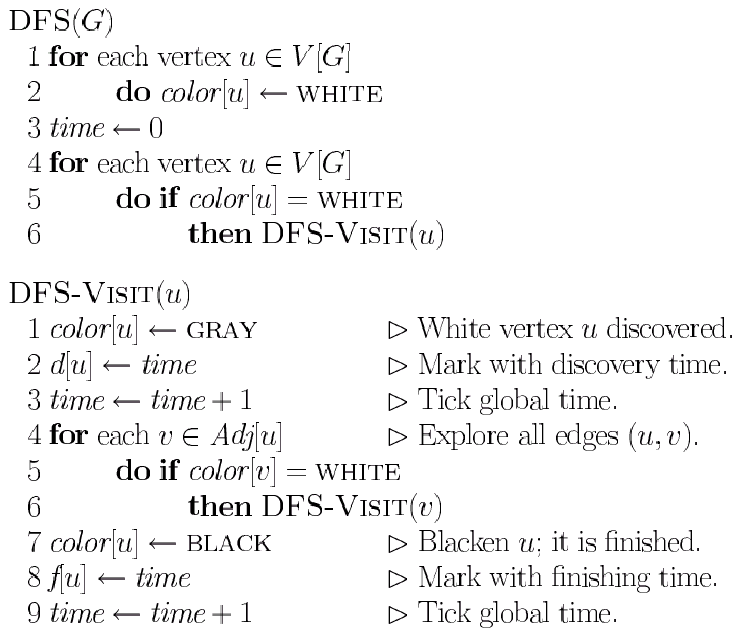 DFS(G)
1 for each vertex u ∈ V[G]
2 do color[u] ← WHITE
3 time ← 0
4 for each vertex u ∈ V[G]
5 do if color[u] = WHITE
6 then DFS-VISIT(u)
DFS-VISIT(u)
1 color[u] ← GRAY ▷ White vertex u discovered.
2 d[u] ← time ▷ Mark with discovery time.
3 time ← time + 1 ▷ Tick global time.
4 for each v ∈ Adj[u] ▷ Explore all edges (u, v).
5 do if color[v] = WHITE
6 then DFS-VISIT(v)
7 color[u] ← BLACK ▷ Blacken u; it is finished.
8 f[u] ← time ▷ Mark with finishing time.
9 time ← time + 1 ▷ Tick global time.